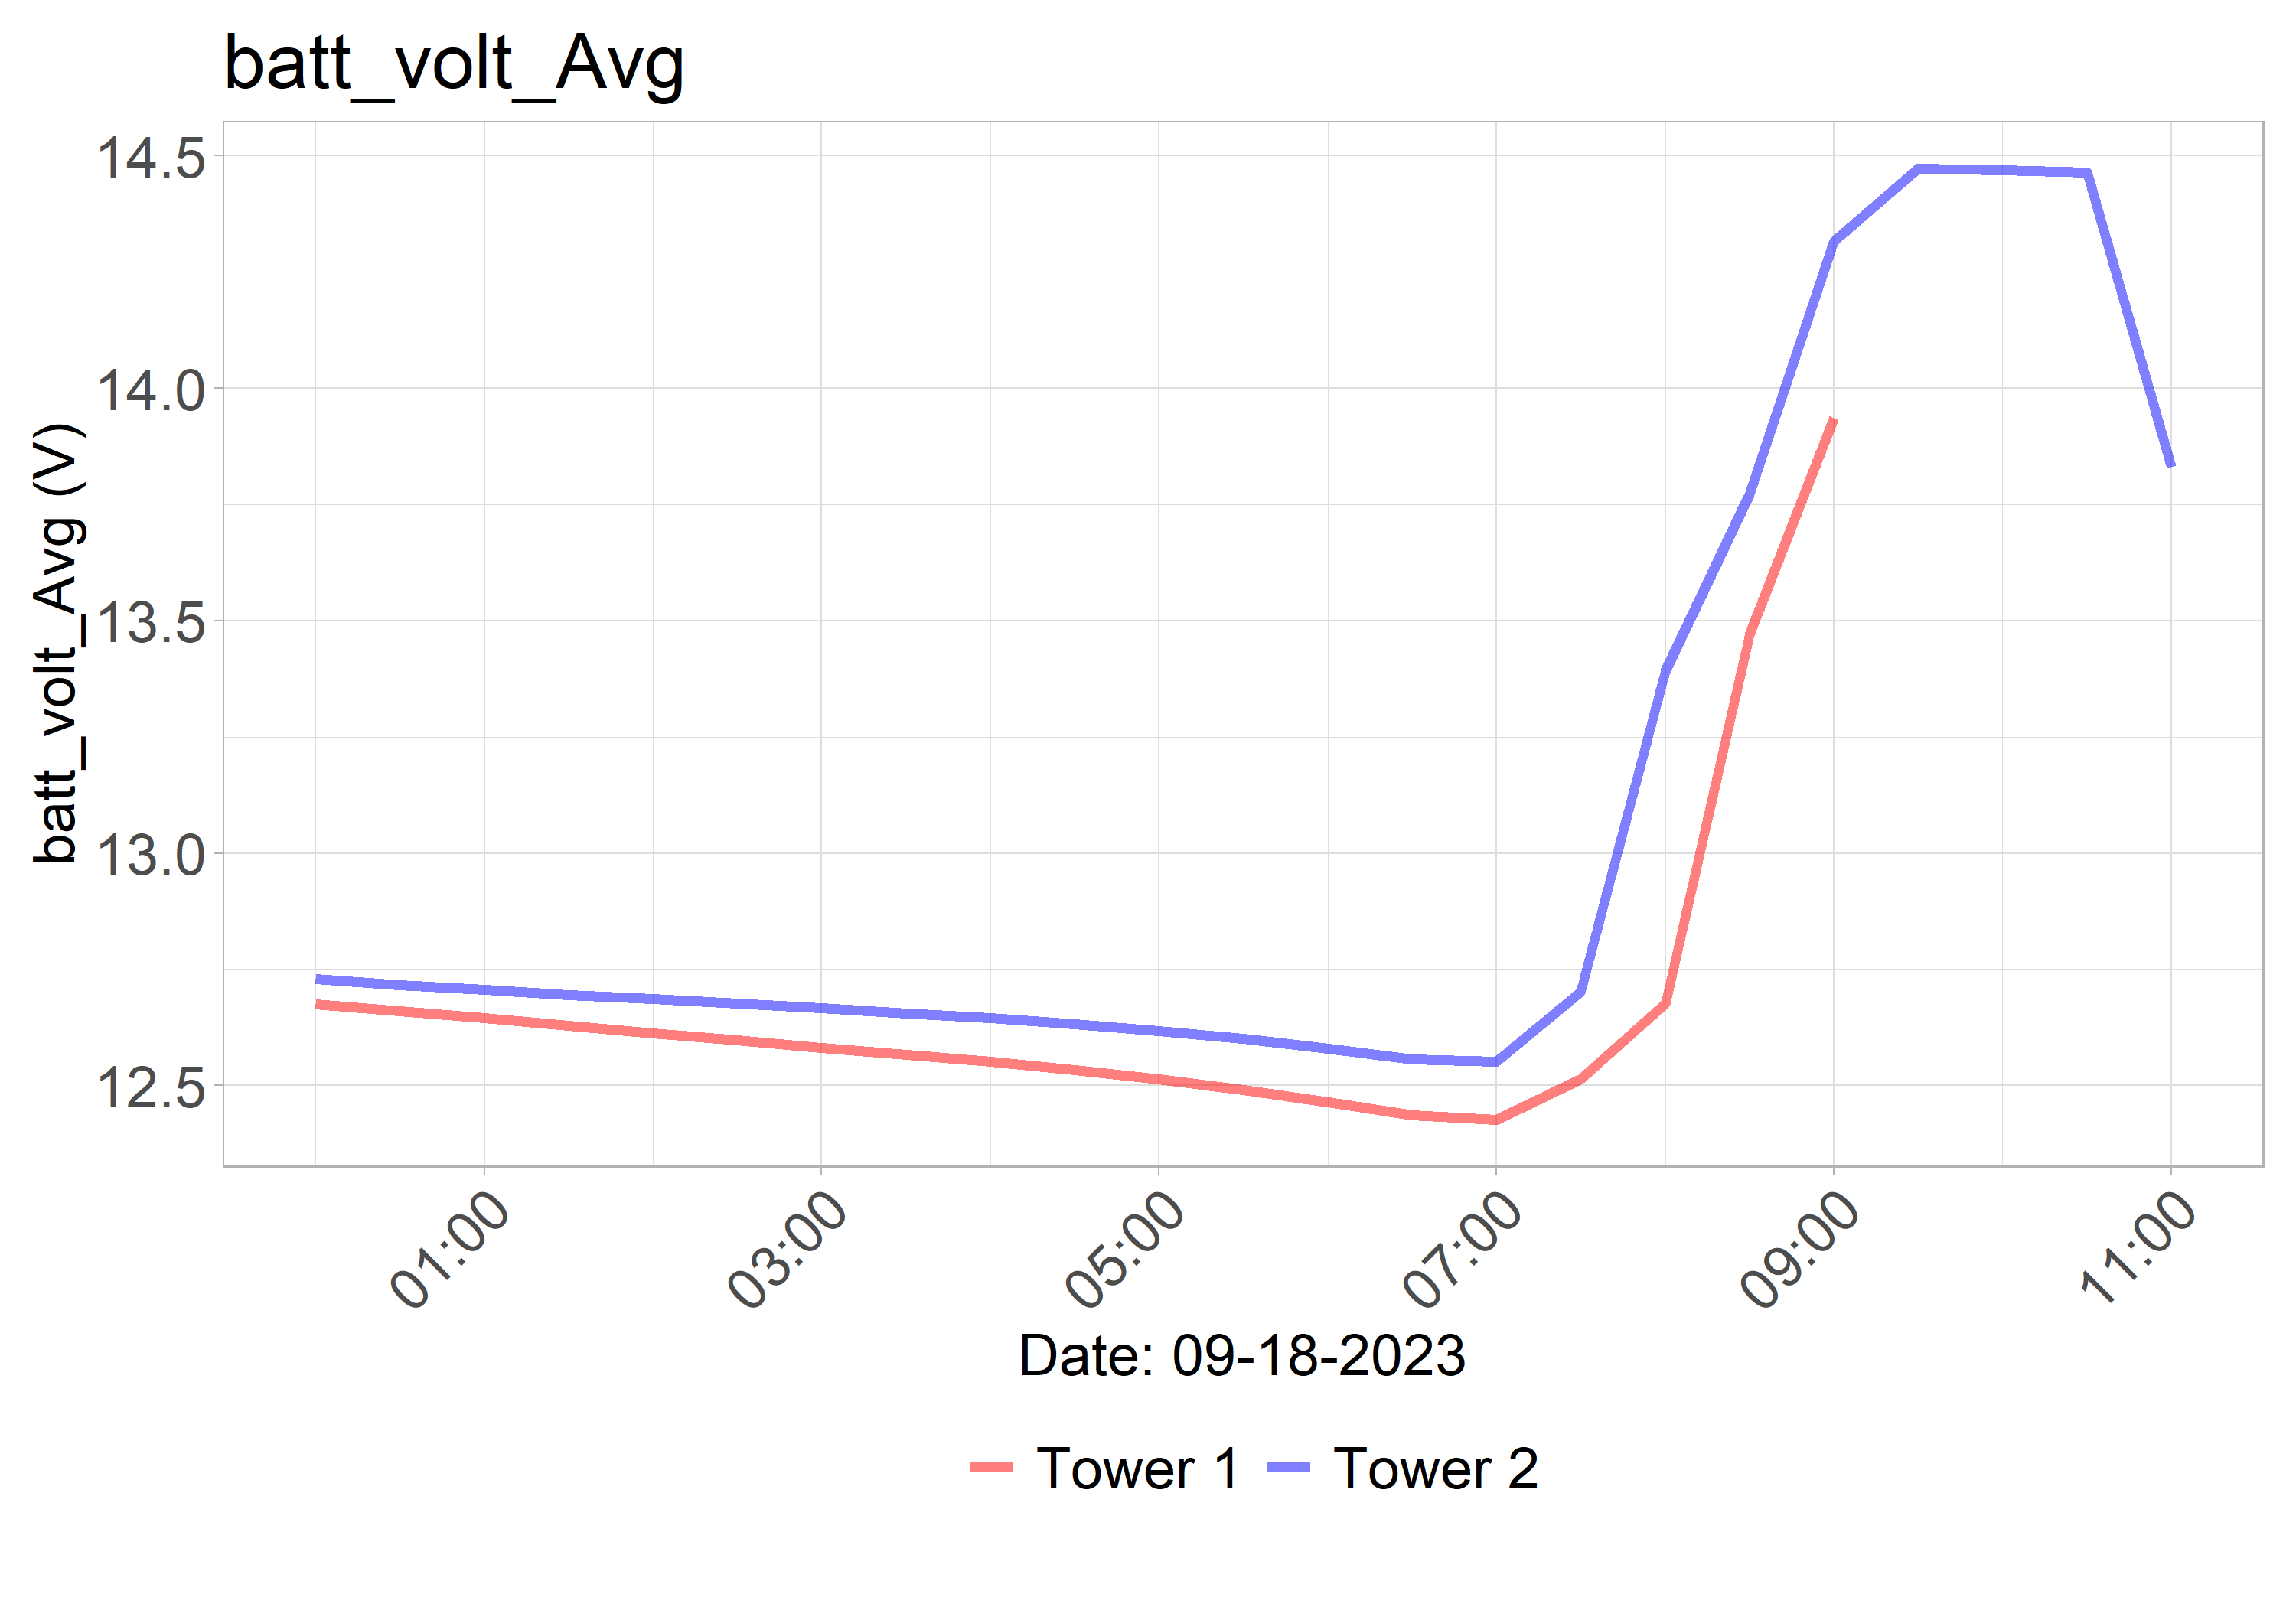 batt_volt_Avg
batt_volt_Avg (V)
14.5
14.0
13.5
13.0
12.5
01:00
03:00
05:00
07:00
09:00
11:00
Date: 09-18-2023
Tower 1
Tower 2